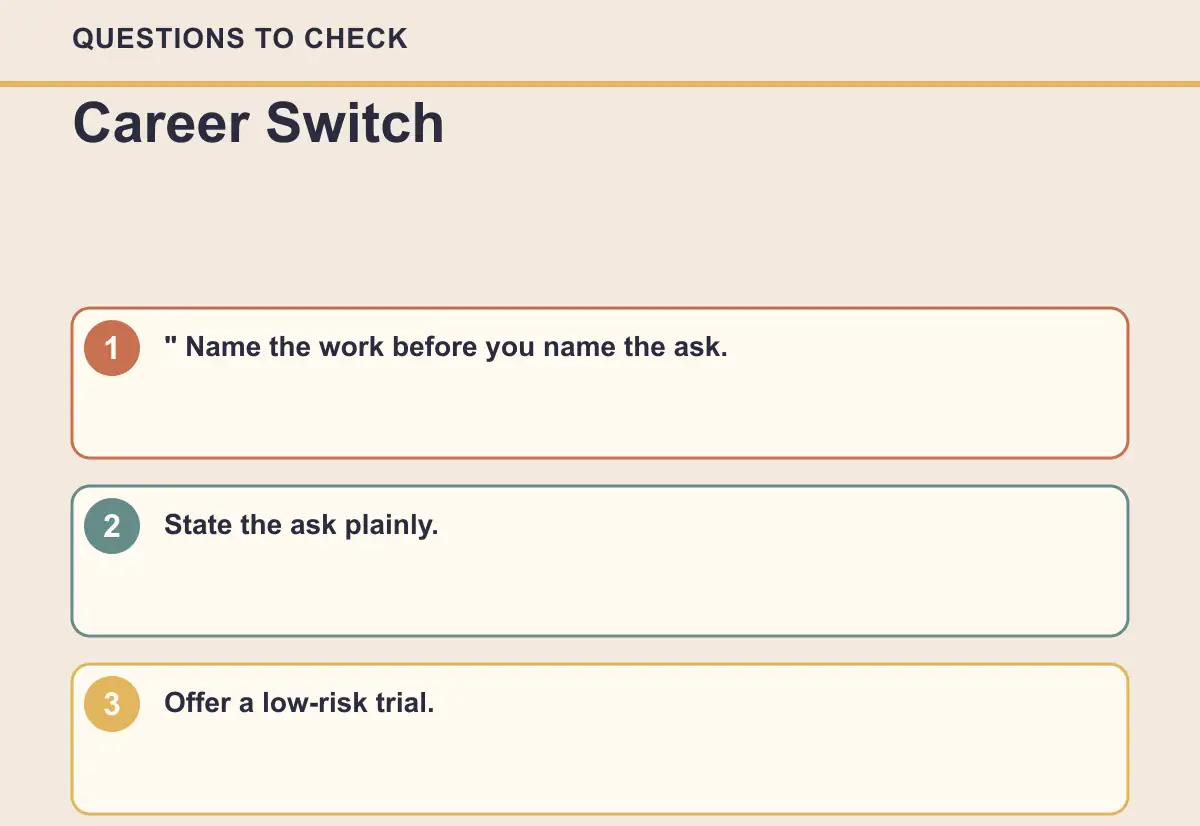 QUESTIONS TO CHECK
Career Switch
1
" Name the work before you name the ask.
2
State the ask plainly.
3
Offer a low-risk trial.